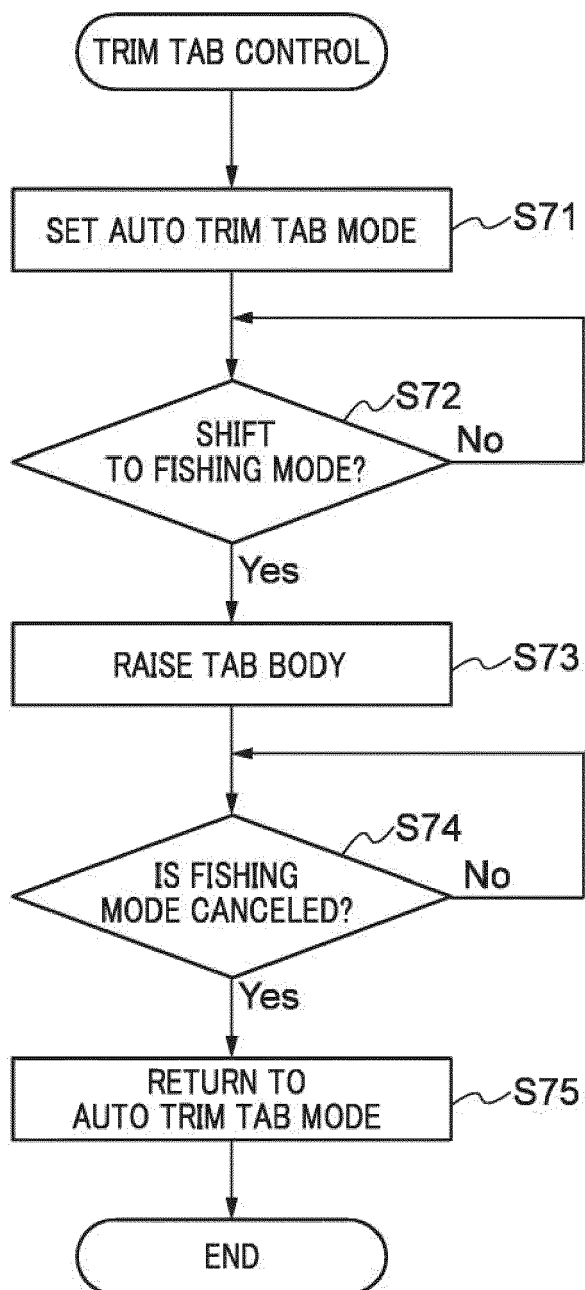 TRIM TAB CONTROL
SET AUTO TRIM TAB MODE
S71
S72
SHIFT
TO FISHING MODE?
No
Yes
RAISE TAB BODY
S73
S74
IS FISHING
MODE CANCELED?
No
Yes
RETURN TO
AUTO TRIM TAB MODE
S75
END